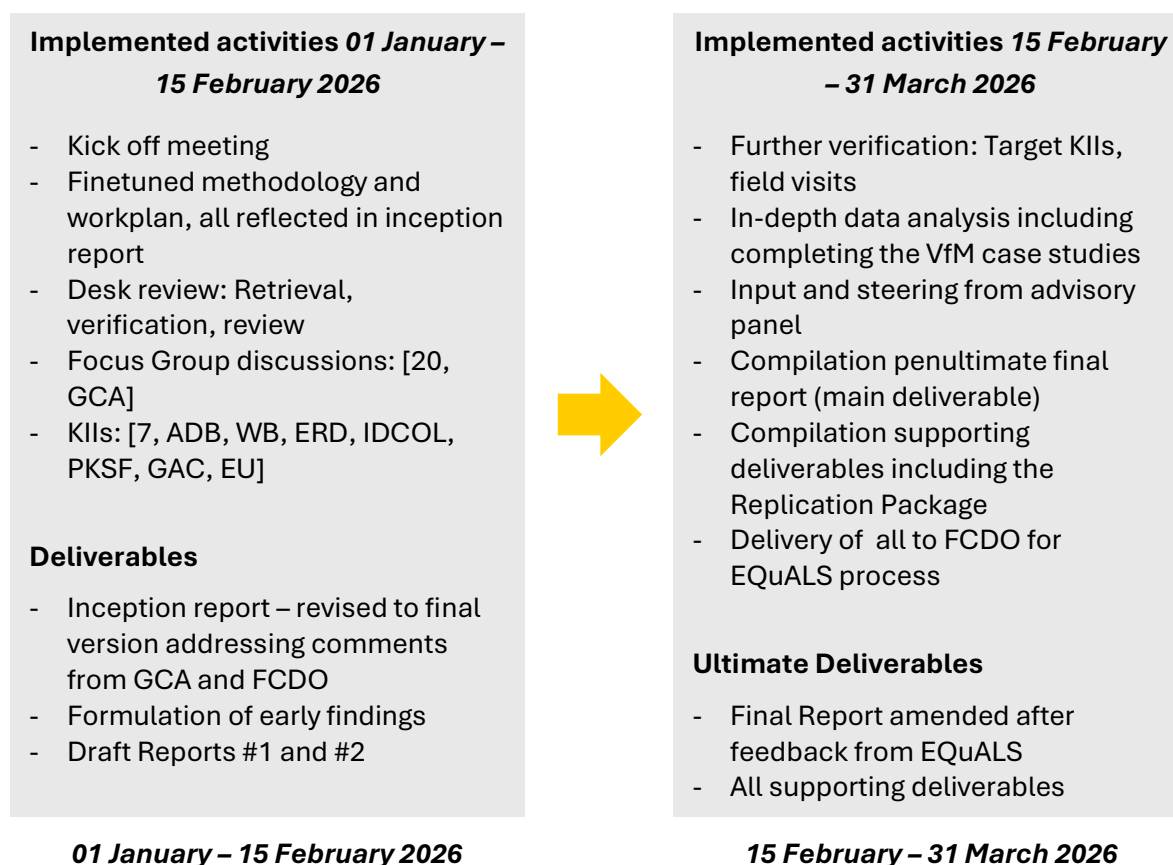 Implemented activities 01 January –
15 February 2026
- Kick off meeting
- Finetuned methodology and
workplan, all reflected in inception
report
- Desk review: Retrieval,
verification, review
- Focus Group discussions: [20,
GCA]
- KIIs: [7, ADB, WB, ERD, IDCOL,
PKSF, GAC, EU]
Deliverables
- Inception report – revised to final
version addressing comments
from GCA and FCDO
- Formulation of early findings
- Draft Reports #1 and #2
01 January – 15 February 2026
Implemented activities 15 February
– 31 March 2026
- Further verification: Target KIIs,
field visits
- In-depth data analysis including
completing the VfM case studies
- Input and steering from advisory
panel
- Compilation penultimate final
report (main deliverable)
- Compilation supporting
deliverables including the
Replication Package
- Delivery of all to FCDO for
EQuALS process
Ultimate Deliverables
- Final Report amended after
feedback from EQuALS
- All supporting deliverables
15 February – 31 March 2026